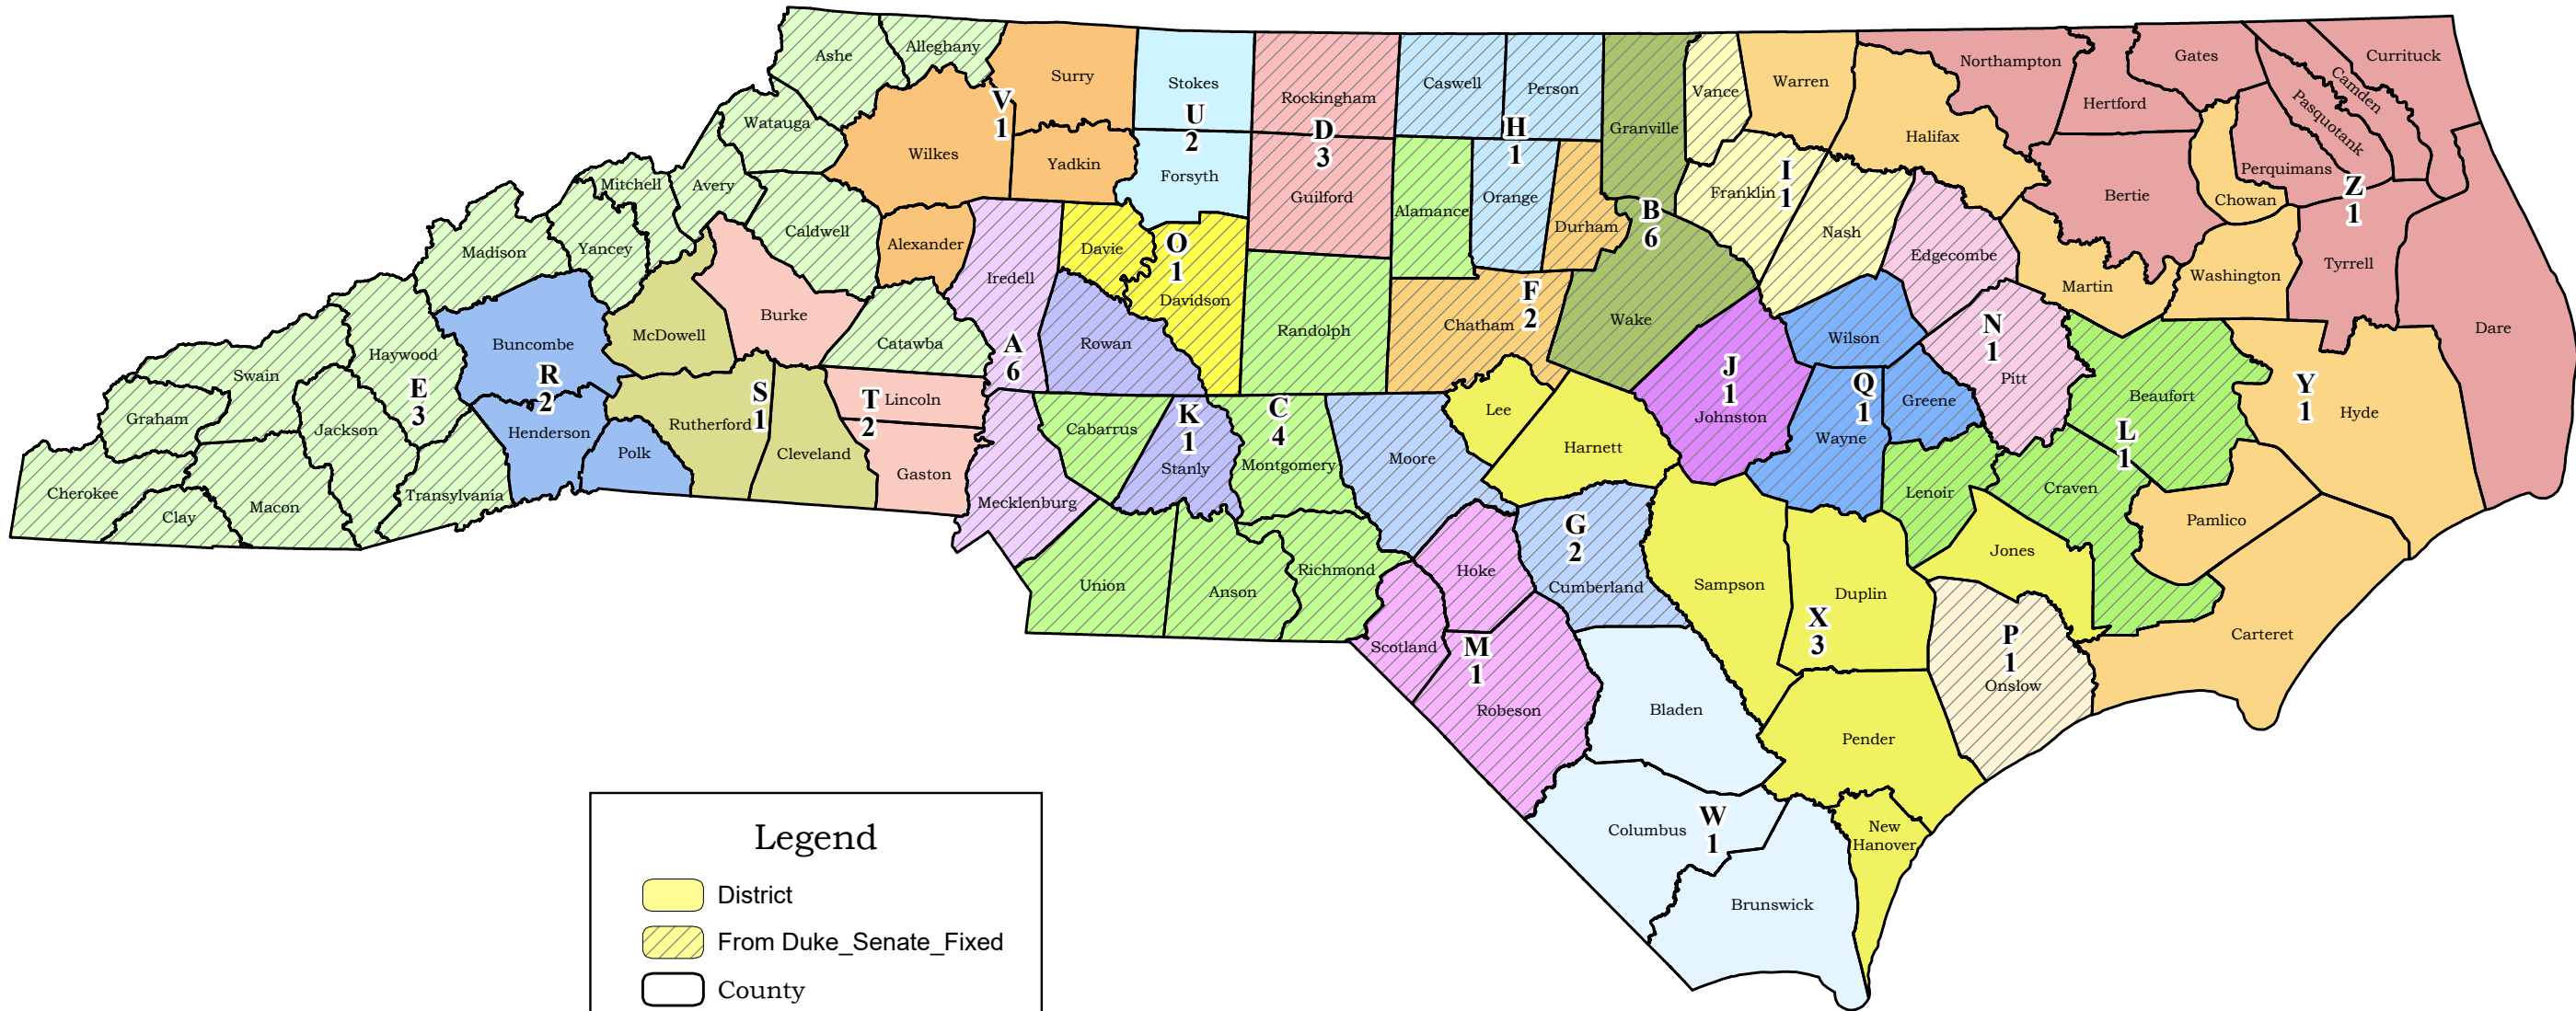 Ashe
Alleghany
Surry
Stokes
Rockingham
Caswell
Person
Granville
Vance
Warren
Northampton
Hertford
Gates
Camden
Currituck
Pasquotank
Perquimans
Halifax
Watauga
Wilkes
V
1
Yadkin
U
2
Forsyth
D
3
Guilford
H
1
Alamance
Orange
Durham
B
6
Franklin
I
1
Nash
Edgecombe
Bertie
Chowan
Z
1
Mitchell
Avery
Madison
Yancey
Caldwell
Alexander
Iredell
Davie
O
1
Davidson
Randolph
Chatham
F
2
Wake
Wilson
Martin
Washington
Tyrrell
Dare
Swain
Haywood
E
3
Buncombe
R
2
McDowell
Burke
Catawba
A
6
Rowan
J
1
Johnston
Q
1
Greene
Wayne
N
1
Pitt
Beaufort
L
1
Y
1
Hyde
Graham
Jackson
Henderson
Polk
Rutherford
S
1
Cleveland
T
2
Lincoln
Gaston
Cabarrus
K
1
Stanly
C
4
Montgomery
Moore
Lee
Harnett
Lenoir
Craven
Pamlico
Cherokee
Clay
Macon
Transylvania
Mecklenburg
Union
Anson
Richmond
Hoke
G
2
Cumberland
Sampson
Duplin
X
3
Jones
P
1
Onslow
Carteret
Scotland
M
1
Robeson
Bladen
Pender
Columbus
W
1
New
Hanover
Brunswick
Legend
District
From Duke_Senate_Fixed
County